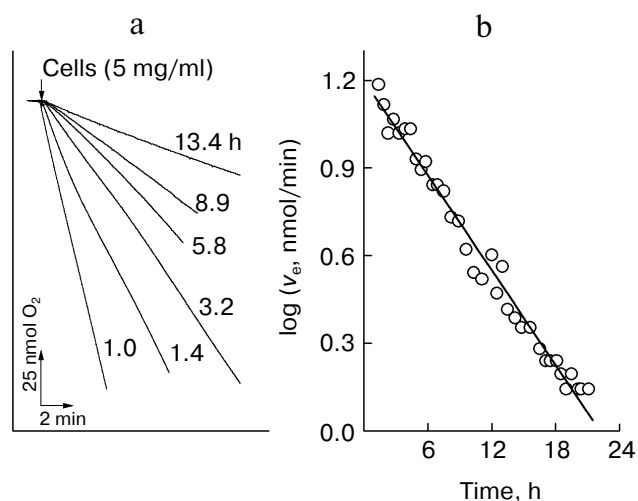 a
Cells (5 mg/ml)
13.4 h
8.9
5.8
3.2
1.4
1.0
25 nmol O₂
2 min
b
log (vₑ, nmol/min)
1.2
0.9
0.6
0.3
0.0
6 12 18 24
Time, h